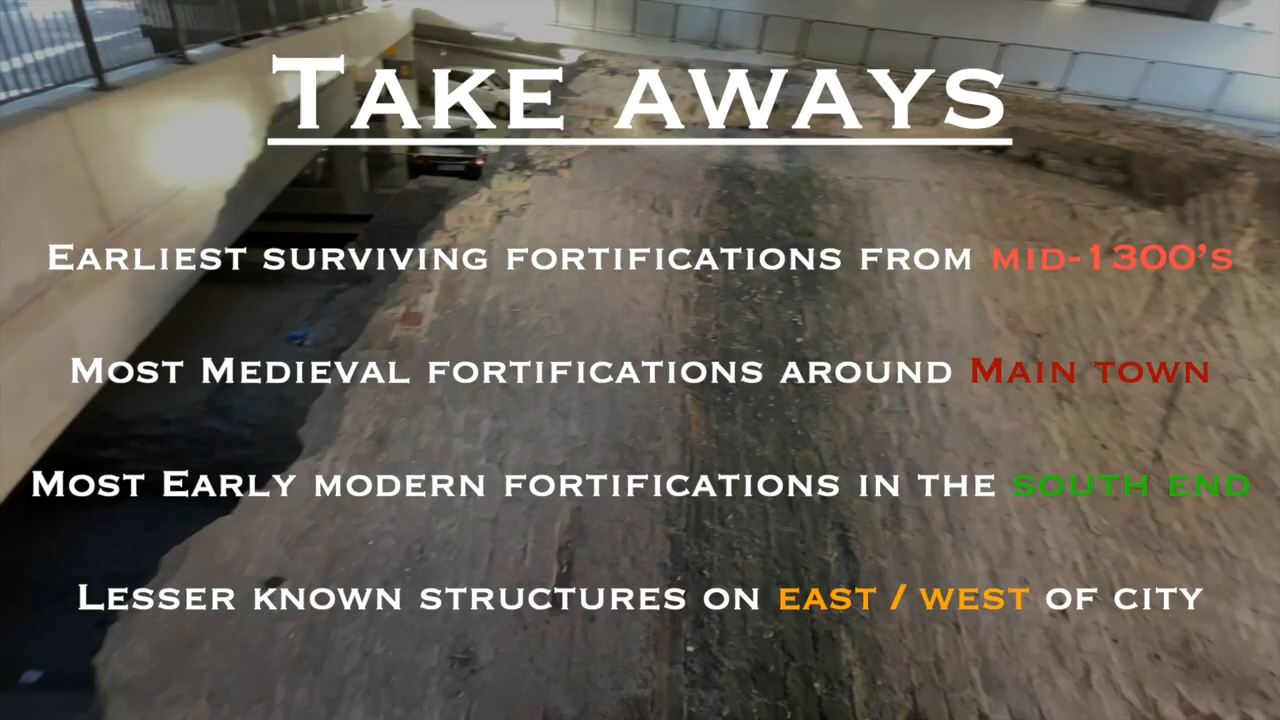 Take aways
Earliest surviving fortifications from mid-1300's
Most Medieval fortifications around Main town
Most Early modern fortifications in the south end
Lesser known structures on east / west of city